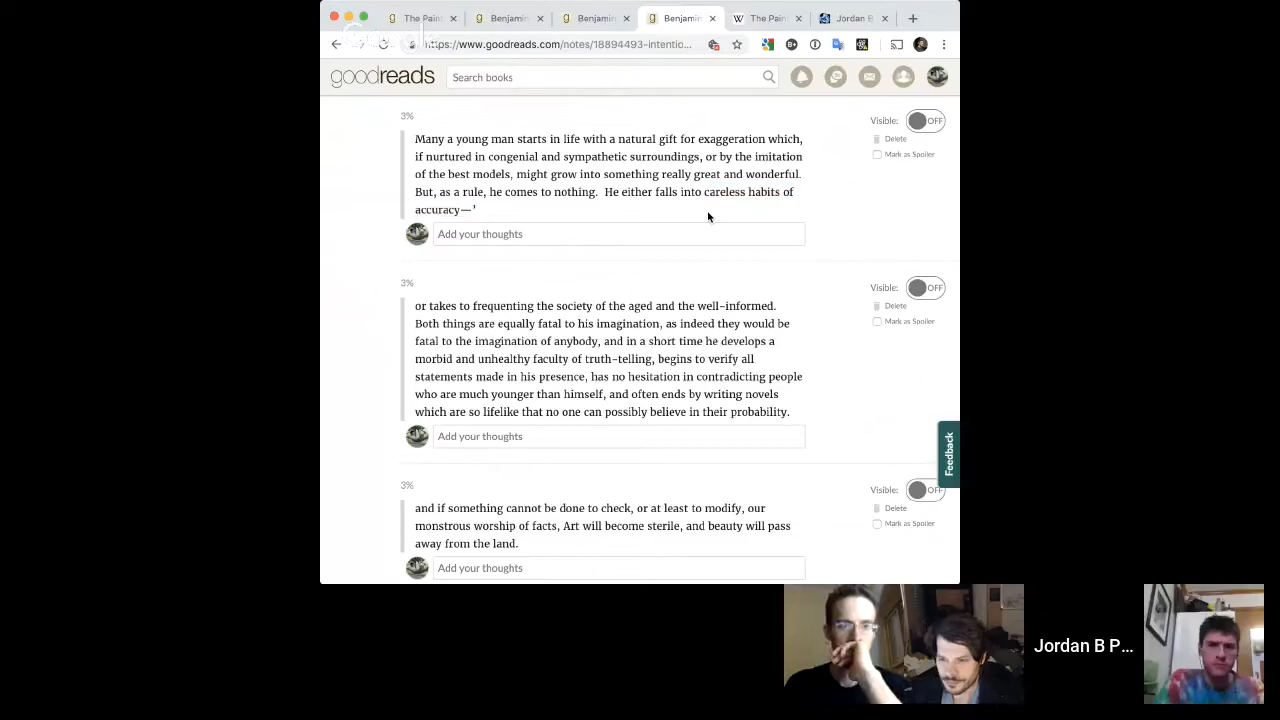 The Pain
Benjamin
Benjamin
Benjamin
W The Pain
Jordan B
https://www.goodreads.com/notes/18894493-intentio...
goodreads
Search books
3%
Visible: OFF
Many a young man starts in life with a natural gift for exaggeration which,
Delete
if nurtured in congenial and sympathetic surroundings, or by the imitation
Mark as Spoiler
of the best models, might grow into something really great and wonderful.
But, as a rule, he comes to nothing. He either falls into careless habits of
accuracy—’
Add your thoughts
3%
Visible: OFF
or takes to frequenting the society of the aged and the well-informed.
Delete
Both things are equally fatal to his imagination, as indeed they would be
Mark as Spoiler
fatal to the imagination of anybody, and in a short time he develops a
morbid and unhealthy faculty of truth-telling, begins to verify all
statements made in his presence, has no hesitation in contradicting people
who are much younger than himself, and often ends by writing novels
which are so lifelike that no one can possibly believe in their probability.
Add your thoughts
Feedback
3%
Visible: OFF
and if something cannot be done to check, or at least to modify, our
Delete
monstrous worship of facts, Art will become sterile, and beauty will pass
Mark as Spoiler
away from the land.
Add your thoughts
Jordan B P...